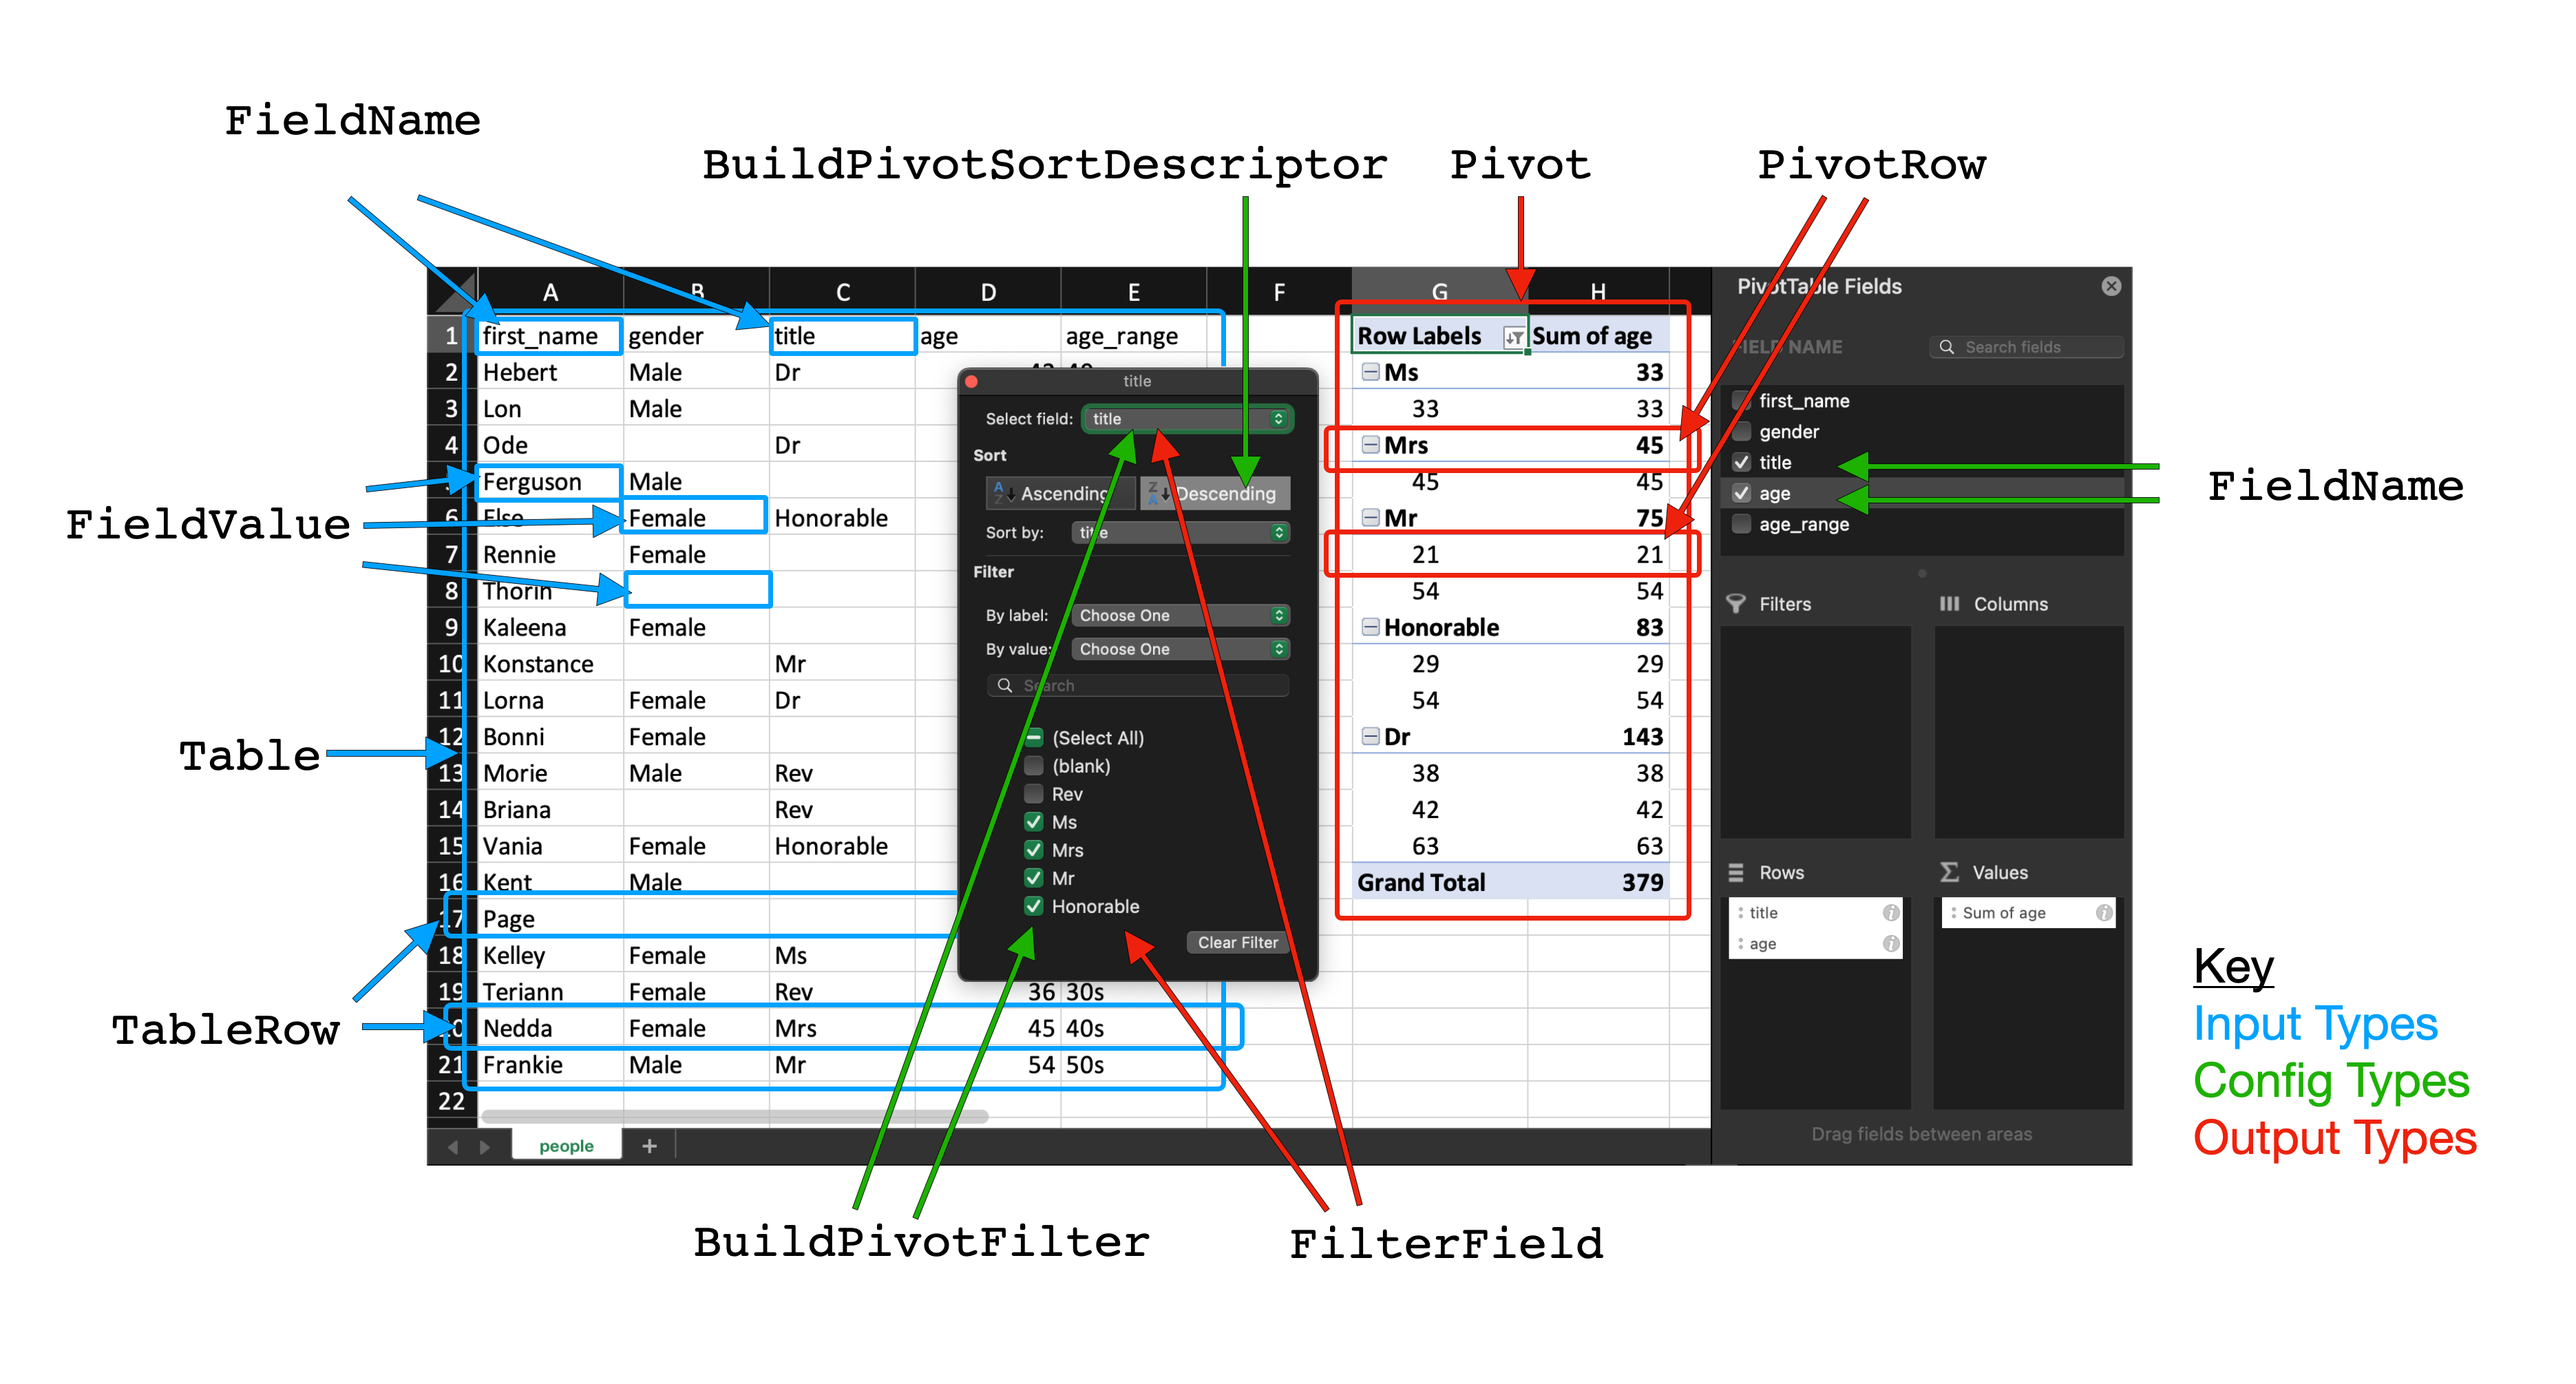 FieldName
BuildPivotSortDescriptor
Pivot
PivotRow
A B C D E F G H
PivotTable Fields
1 first_name gender title age age_range
Row Labels Sum of age
FIELD NAME
Search fields
2 Hebert Male Dr
title
Ms 33
3 Lon Male
Select field: title
33 33
first_name
4 Ode Dr
Sort
Mrs 45
gender
title
Ferguson Male
Ascending
Descending
45 45
age
FieldName
FieldValue
6 Else Female Honorable
Sort by: title
Mr 75
age_range
7 Rennie Female
Filter
21 21
8 Thorin
54 54
Filters
Columns
9 Kaleena Female
By label: Choose One
Honorable 83
10 Konstance Mr
By value: Choose One
29 29
Search
11 Lorna Female Dr
54 54
12 Bonni Female
(Select All)
Dr 143
Table
13 Morie Male Rev
(blank)
38 38
14 Briana Rev
Rev
42 42
Ms
15 Vania Female Honorable
Mrs
63 63
16 Kent Male
Mr
Grand Total 379
Rows
Values
Honorable
17 Page
title
Sum of age
age
Clear Filter
18 Kelley Female Ms
Key
19 Teriann Female Rev 36 30s
TableRow
Nedda Female Mrs 45 40s
Input Types
21 Frankie Male Mr 54 50s
Config Types
22
Drag fields between areas
Output Types
people +
BuildPivotFilter
FilterField